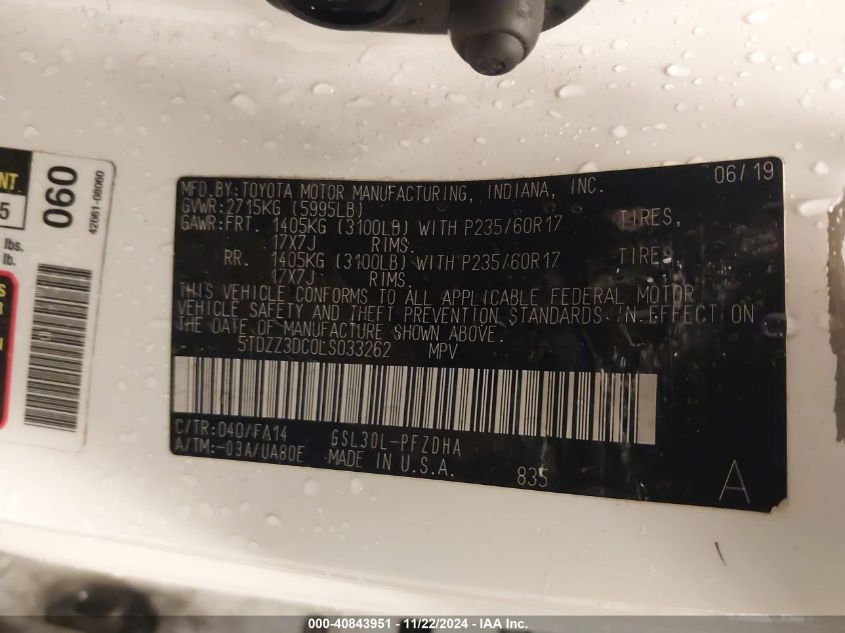 NT.
5
lbs.
lb.
060
42661-08060
MFD. BY: TOYOTA MOTOR MANUFACTURING, INDIANA, INC. 06/19
GVWR: 2715KG (5995LB)
GAWR: FRT. 1405KG (3100LB) WITH P235/60R17 TIRES,
17X7J RIMS.
RR. 1405KG (3100LB) WITH P235/60R17 TIRES,
17X7J RIMS.
THIS VEHICLE CONFORMS TO ALL APPLICABLE FEDERAL MOTOR
VEHICLE SAFETY AND THEFT PREVENTION STANDARDS IN EFFECT ON
THE DATE OF MANUFACTURE SHOWN ABOVE.
5TDZZ3DC0LS033262 MPV
C/TR: 040/FA14 GSL30L-PFZDHA
A/TM: -03A/UA80E MADE IN U.S.A. 835 A
000-40843951 - 11/22/2024 - IAA Inc.